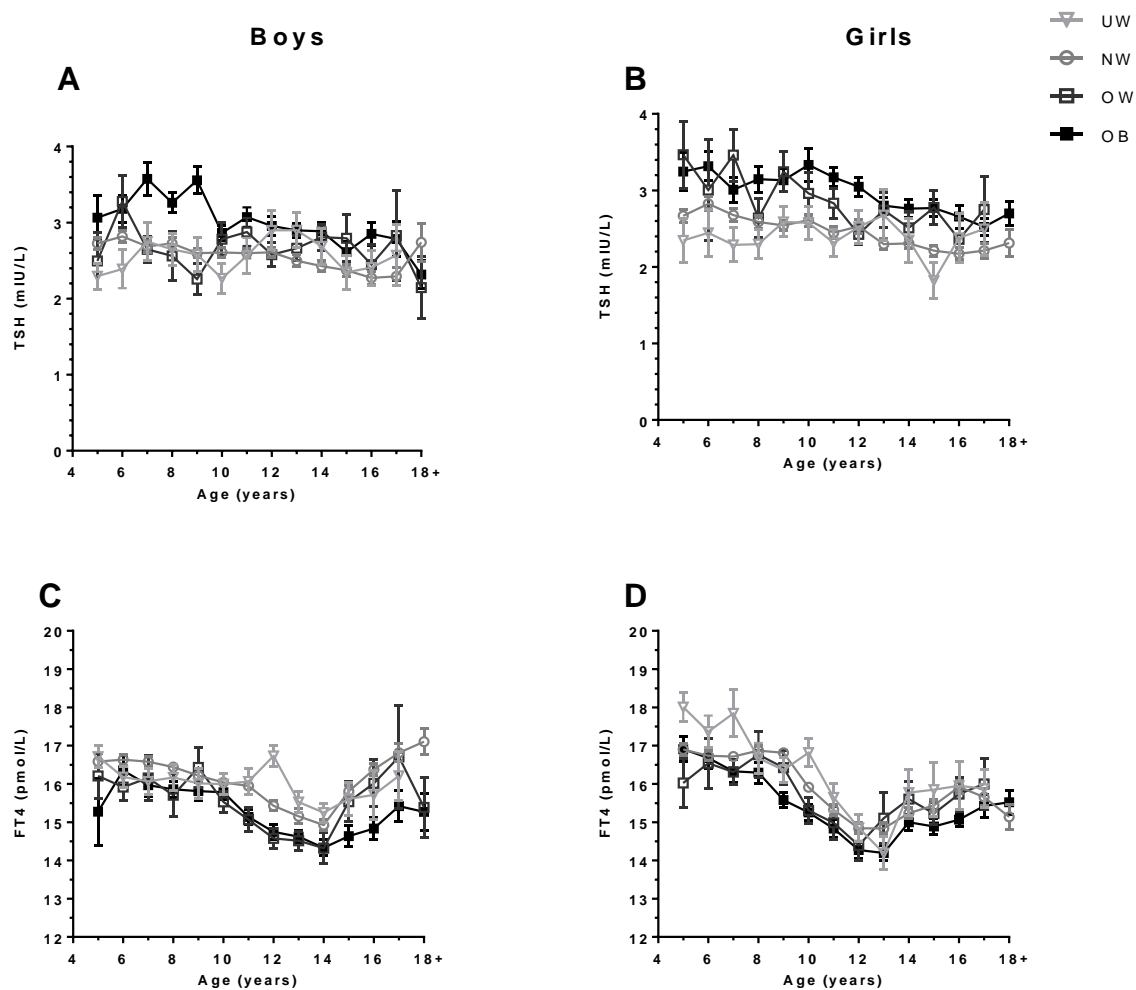 Boys
Girls
UW
NW
OW
OB
A
TSH (mIU/L)
4
3
2
1
0
4 6 8 10 12 14 16 18+
Age (years)
B
TSH (mIU/L)
4
3
2
1
0
4 6 8 10 12 14 16 18+
Age (years)
C
FT4 (pmol/L)
20
19
18
17
16
15
14
13
12
4 6 8 10 12 14 16 18+
Age (years)
D
FT4 (pmol/L)
20
19
18
17
16
15
14
13
12
4 6 8 10 12 14 16 18+
Age (years)